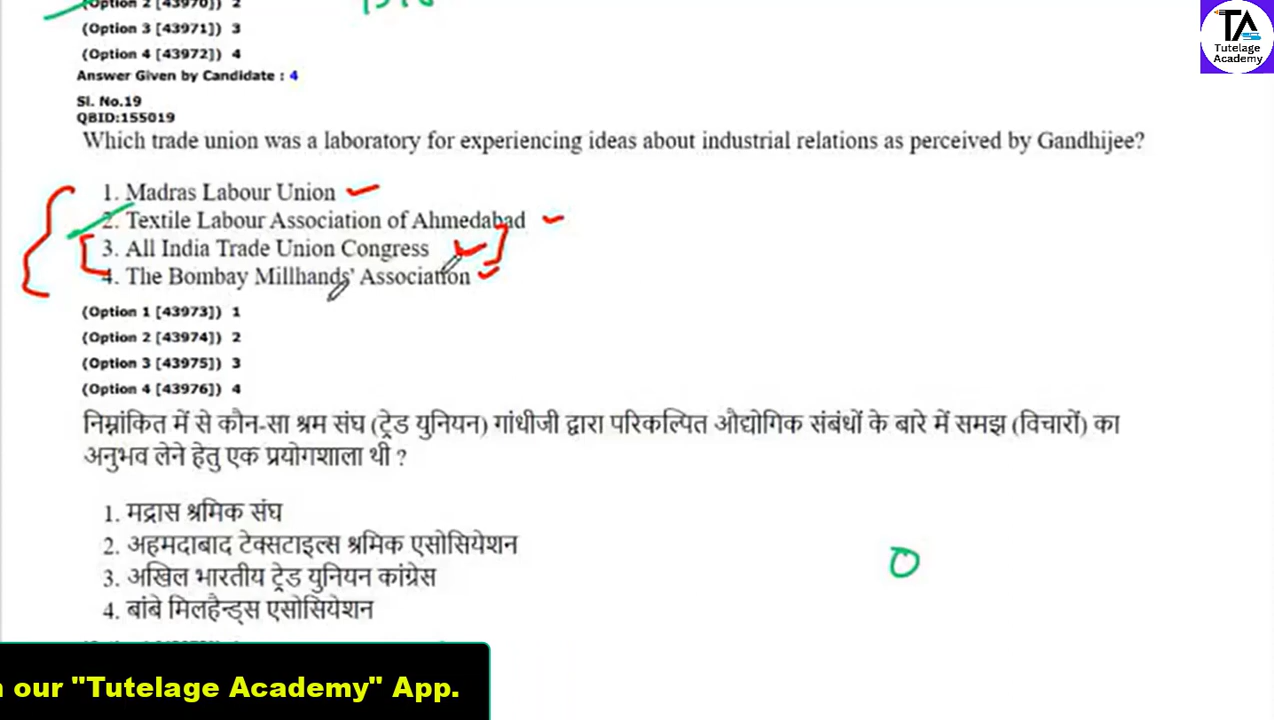 (Option 2 [43970]) 2
(Option 3 [43971]) 3
(Option 4 [43972]) 4
Answer Given by Candidate : 4
TA
Tutelage
Academy
Sl. No.19
QBID:155019
Which trade union was a laboratory for experiencing ideas about industrial relations as perceived by Gandhijee?
1. Madras Labour Union
2. Textile Labour Association of Ahmedabad
3. All India Trade Union Congress
4. The Bombay Millhands' Association
(Option 1 [43973]) 1
(Option 2 [43974]) 2
(Option 3 [43975]) 3
(Option 4 [43976]) 4
निम्नांकित में से कौन-सा श्रम संघ (ट्रेड युनियन) गांधीजी द्वारा परिकल्पित औद्योगिक संबंधों के बारे में समझ (विचारों) का
अनुभव लेने हेतु एक प्रयोगशाला थी ?
1. मद्रास श्रमिक संघ
2. अहमदाबाद टेक्सटाइल्स श्रमिक एसोसियेशन
3. अखिल भारतीय ट्रेड युनियन कांग्रेस
4. बांबे मिलहैन्ड्स एसोसियेशन
our "Tutelage Academy" App.